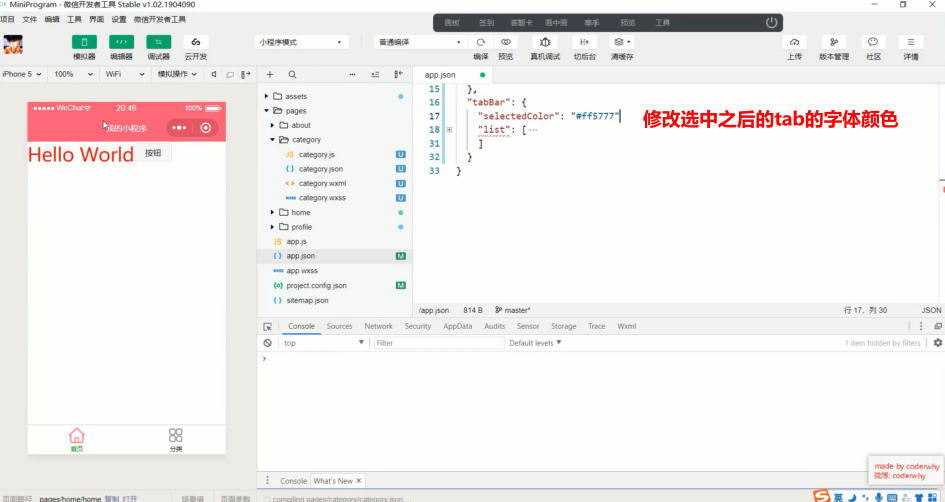 MiniProgram - 微信开发者工具 Stable v1.02.1904090
项目 文件 编辑 工具 界面 设置 微信开发者工具
画板 签到 答题卡 画中画 举手 预览 工具
模拟器 编辑器 调试器 云开发
小程序模式 普通编译
编译 预览 真机调试 切后台 清缓存
上传 版本管理 社区 详情
iPhone 5 100% WiFi 模拟操作
app.json
WeChat 20:46 100%
我的小程序
Hello World 按钮
首页 分类
assets
pages
about
category
JS category.js U
{ } category.json U
<> category.wxml U
wxss category.wxss U
home
profile
JS app.js
{ } app.json M
wxss app.wxss
{o} project.config.json M
{ } sitemap.json
15 },
16 "tabBar": {
17 "selectedColor": "#ff5777"
18 "list": [ ...
31 ]
32 }
33 }
修改选中之后的tab的字体颜色
/app.json 814 B master* 行 17，列 30 JSON
Console Sources Network Security AppData Audits Sensor Storage Trace Wxml
top Filter Default levels 1 item hidden by filters
>
Console What's New ×
compiling pages/category/category.json ...
页面路径 pages/home/home 复制 打开 场景值 页面参数
made by coderwhy
微博: coderwhy
英